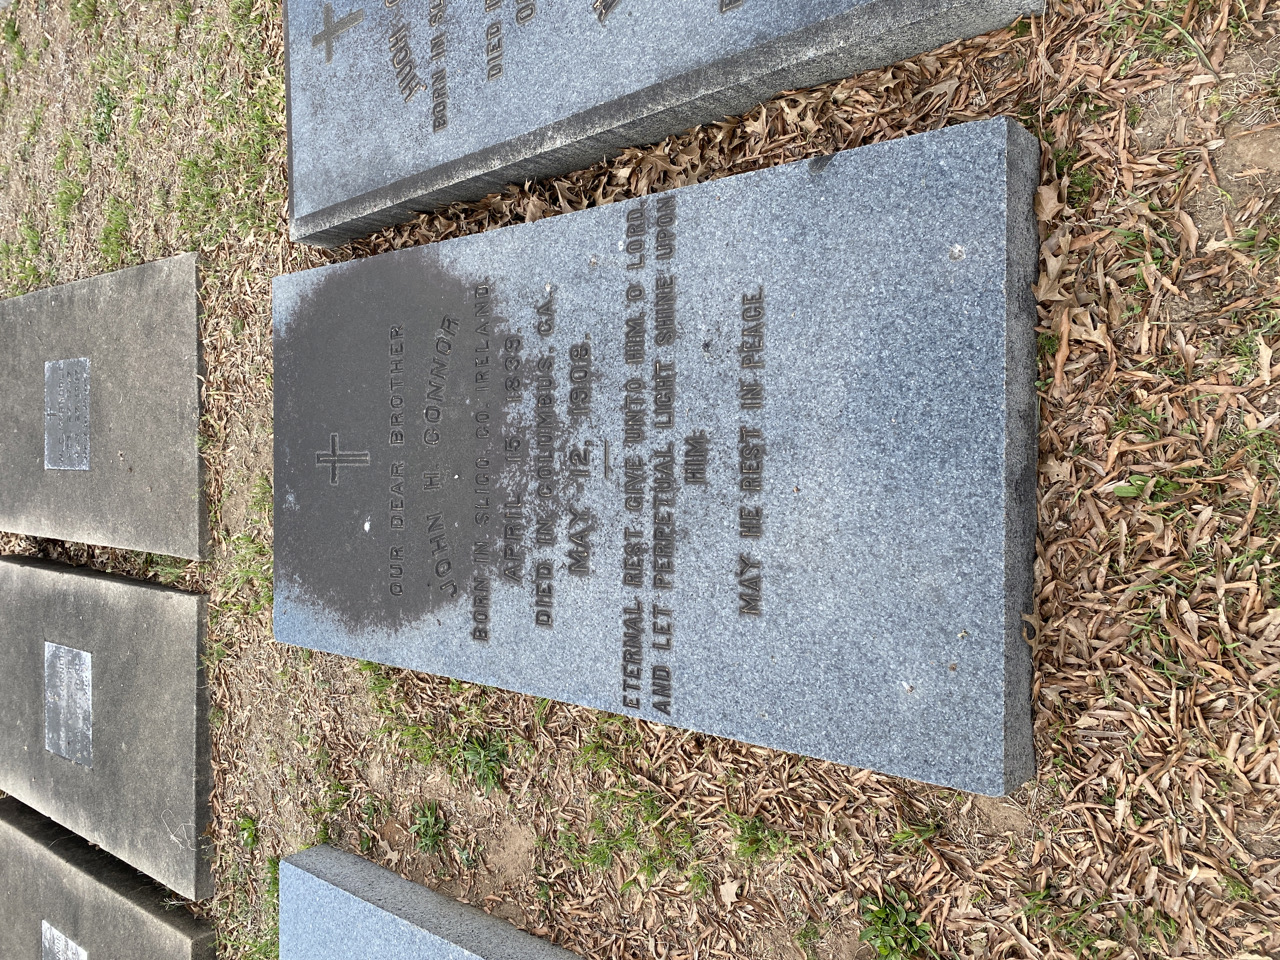 OUR DEAR BROTHER
JOHN H. CONNOR
BORN IN SLIGO, CO. IRELAND.
APRIL 15, 1839
DIED IN COLUMBUS, GA.
MAY 12, 1908.
ETERNAL REST GIVE UNTO HIM O LORD.
AND LET PERPETUAL LIGHT SHINE UPON
HIM.
MAY HE REST IN PEACE.
HUGH
BORN IN
DIED